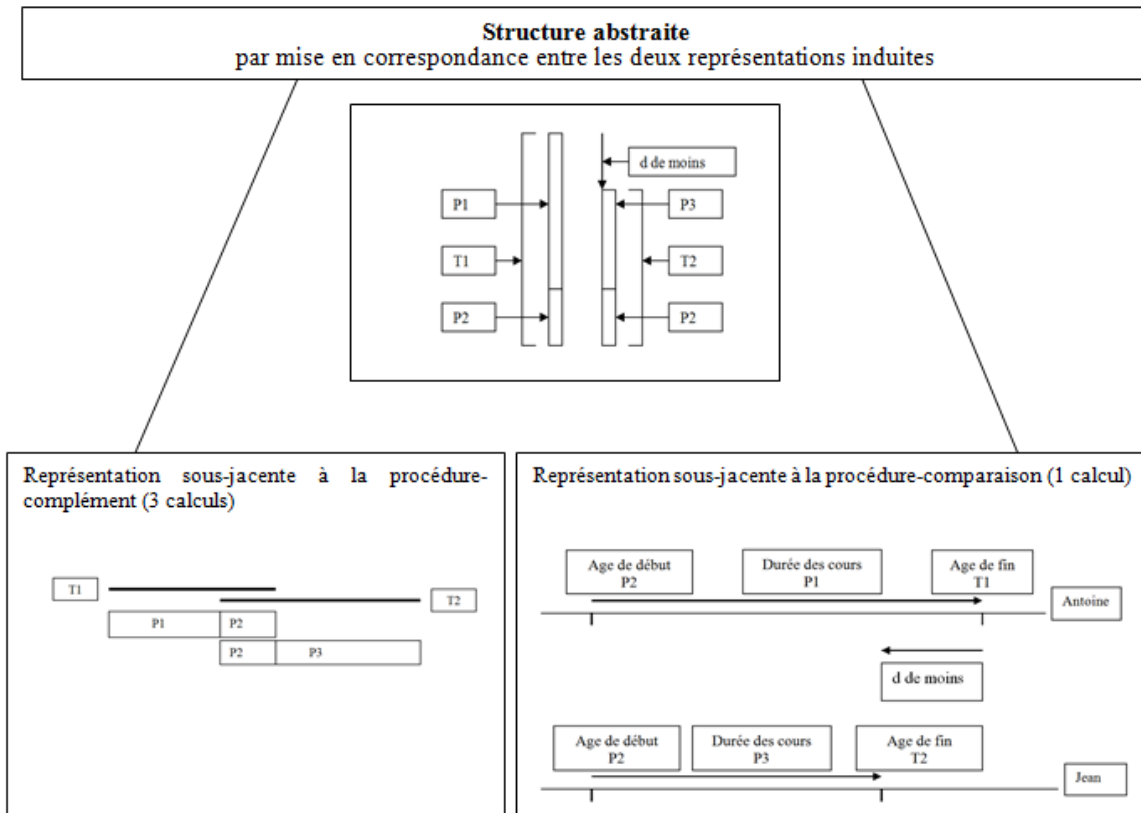 Structure abstraite
par mise en correspondance entre les deux représentations induites
d de moins
P1
P3
T1
T2
P2
P2
Représentation sous-jacente à la procédure-
complément (3 calculs)
T1
T2
P1
P2
P2
P3
Représentation sous-jacente à la procédure-comparaison (1 calcul)
Age de début
P2
Durée des cours
P1
Age de fin
T1
Antoine
d de moins
Age de début
P2
Durée des cours
P3
Age de fin
T2
Jean